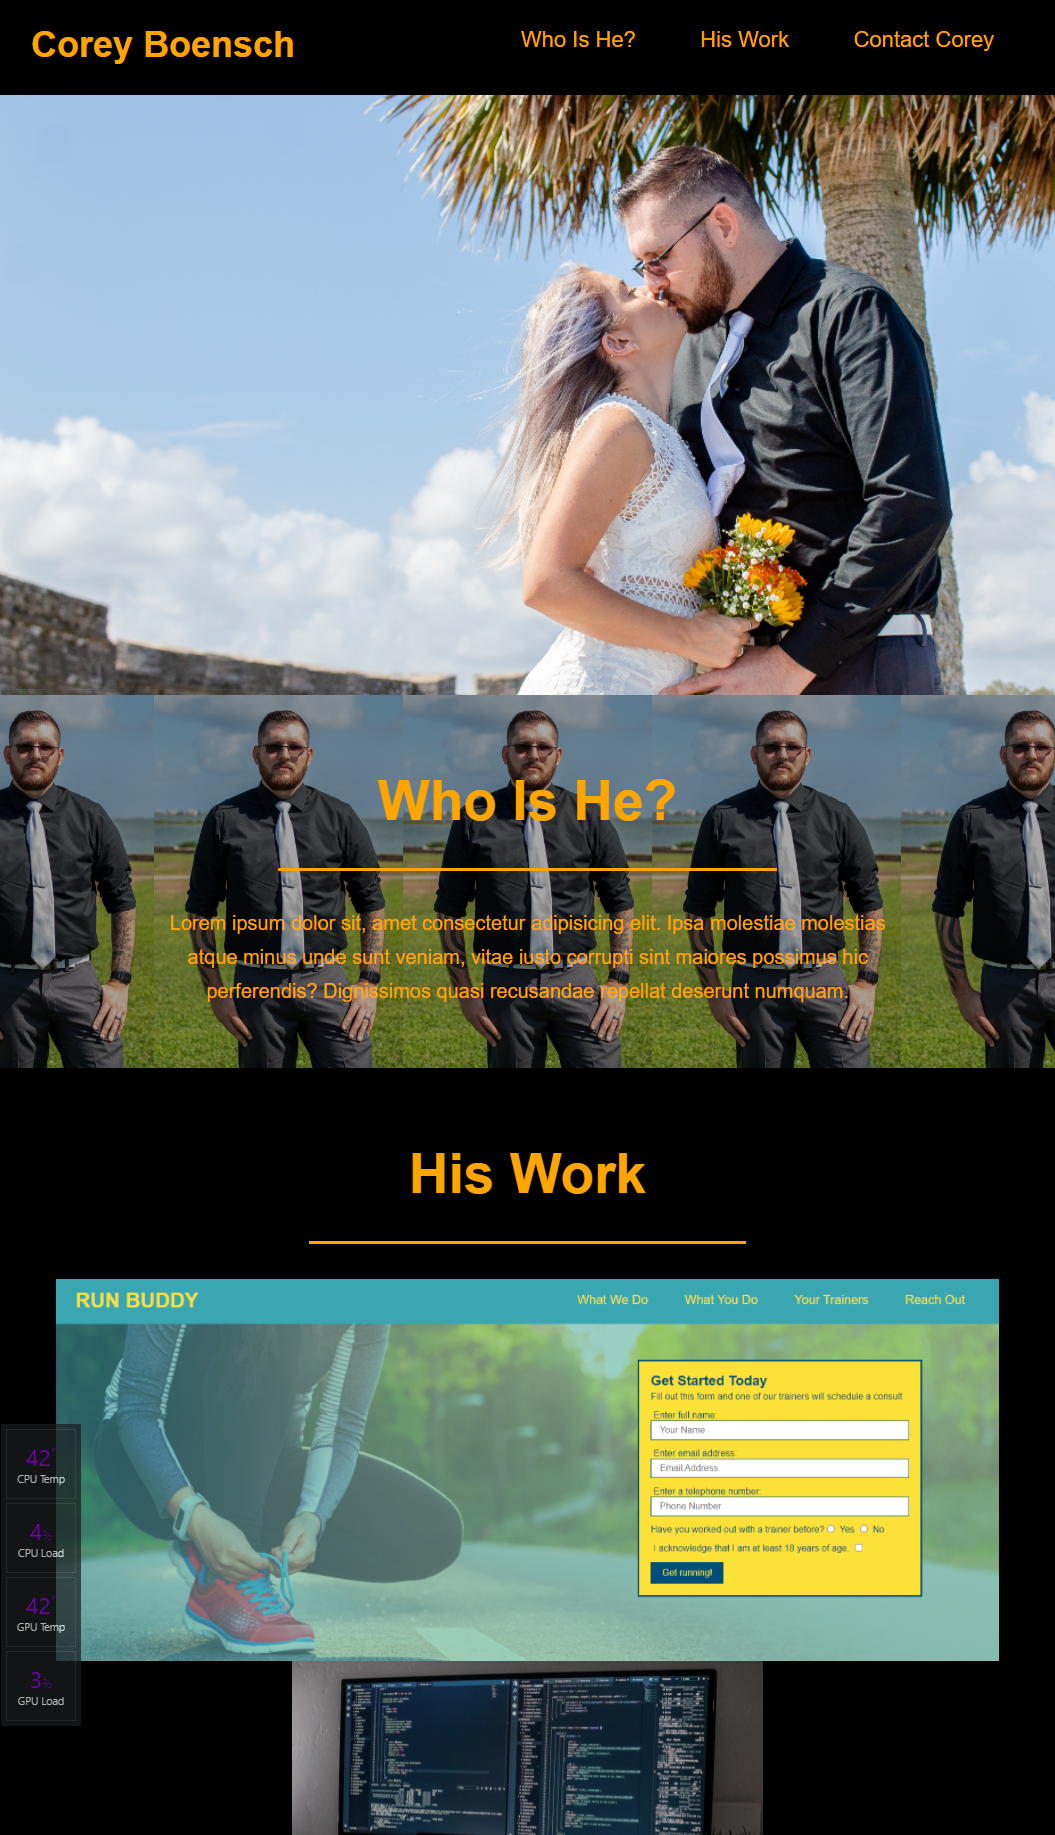 Corey Boensch
Who Is He? His Work Contact Corey
Who Is He?
Lorem ipsum dolor sit, amet consectetur adipisicing elit. Ipsa molestiae molestias
atque minus unde sunt veniam, vitae iusto corrupti sint maiores possimus hic
perferendis? Dignissimos quasi recusandae repellat deserunt numquam.
His Work
RUN BUDDY
What We Do What You Do Your Trainers Reach Out
Get Started Today
Fill out this form and one of our trainers will schedule a consult
Enter full name:
Your Name
Enter email address:
Email Address
Enter a telephone number:
Phone Number
Have you worked out with a trainer before? Yes No
I acknowledge that I am at least 18 years of age.
Get running!
42°
CPU Temp
4%
CPU Load
42°
GPU Temp
3%
GPU Load